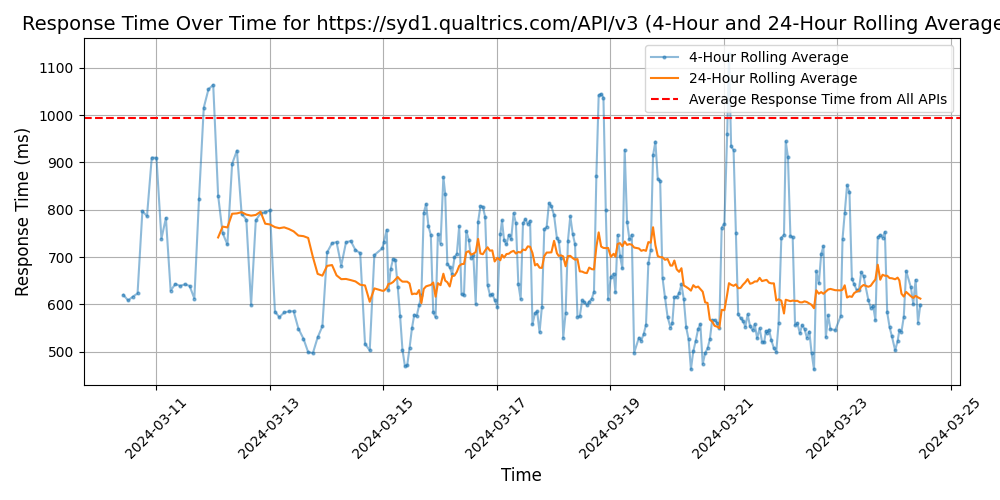 Response Time Over Time for https://syd1.qualtrics.com/API/v3 (4-Hour and 24-Hour Rolling Average
4-Hour Rolling Average
24-Hour Rolling Average
Average Response Time from All APIs
Response Time (ms)
1100
1000
900
800
700
600
500
2024-03-11
2024-03-13
2024-03-15
2024-03-17
2024-03-19
2024-03-21
2024-03-23
2024-03-25
Time